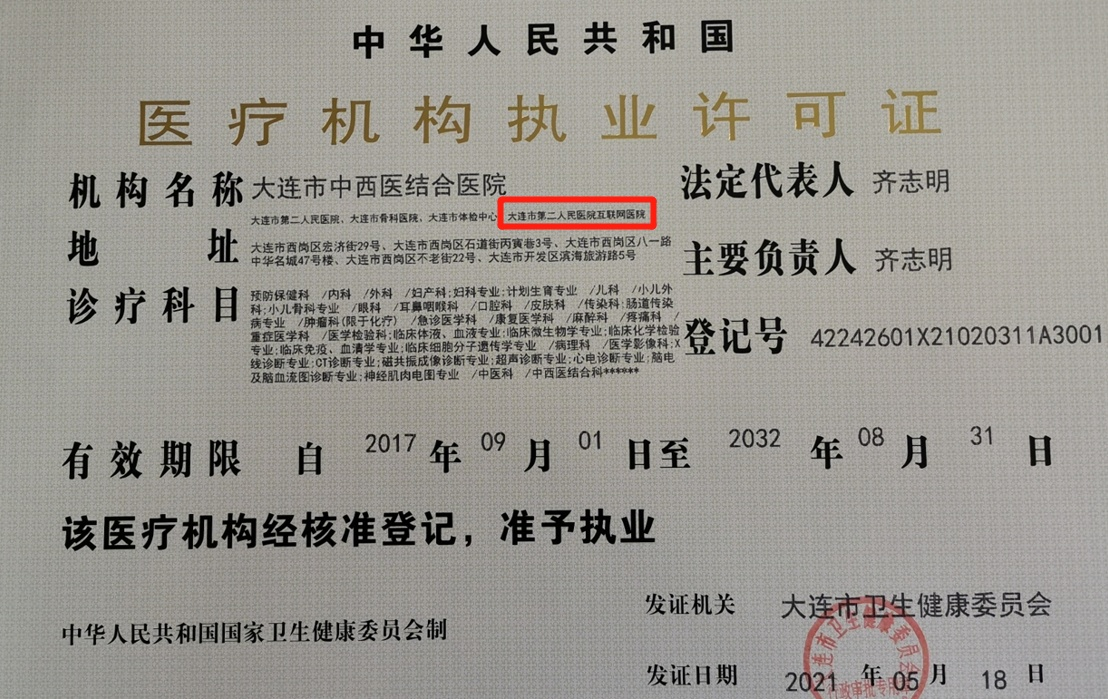 中华人民共和国
医疗机构执业许可证
机构名称 大连市中西医结合医院
大连市第二人民医院、大连市骨科医院、大连市体检中心、大连市第二人民医院互联网医院
地址 大连市西岗区宏济街29号、大连市西岗区石道街丙寅巷3号、大连市西岗区八一路
中华名城47号楼、大连市西岗区不老街22号、大连市开发区滨海旅游路5号
诊疗科目 预防保健科 /内科 /外科 /妇产科;妇科专业;计划生育专业 /儿科 /小儿外
科;小儿骨科专业 /眼科 /耳鼻咽喉科 /口腔科 /皮肤科 /传染科;肠道传染
病专业 /肿瘤科(限于化疗) /急诊医学科 /康复医学科 /麻醉科 /疼痛科 /
重症医学科 /医学检验科;临床体液、血液专业;临床微生物学专业;临床化学检验
专业;临床免疫、血清学专业;临床细胞分子遗传学专业 /病理科 /医学影像科;X
线诊断专业;CT诊断专业;磁共振成像诊断专业;超声诊断专业;心电诊断专业;脑电
及脑血流图诊断专业;神经肌肉电图专业 /中医科 /中西医结合科******
法定代表人 齐志明
主要负责人 齐志明
登记号 42242601X21020311A3001
有效期限 自 2017 年 09 月 01 日至 2032 年 08 月 31 日
该医疗机构经核准登记，准予执业
中华人民共和国国家卫生健康委员会制
发证机关 大连市卫生健康委员会
发证日期 2021 年 05 月 18 日
大连市卫生健康委员会
行政审批专用